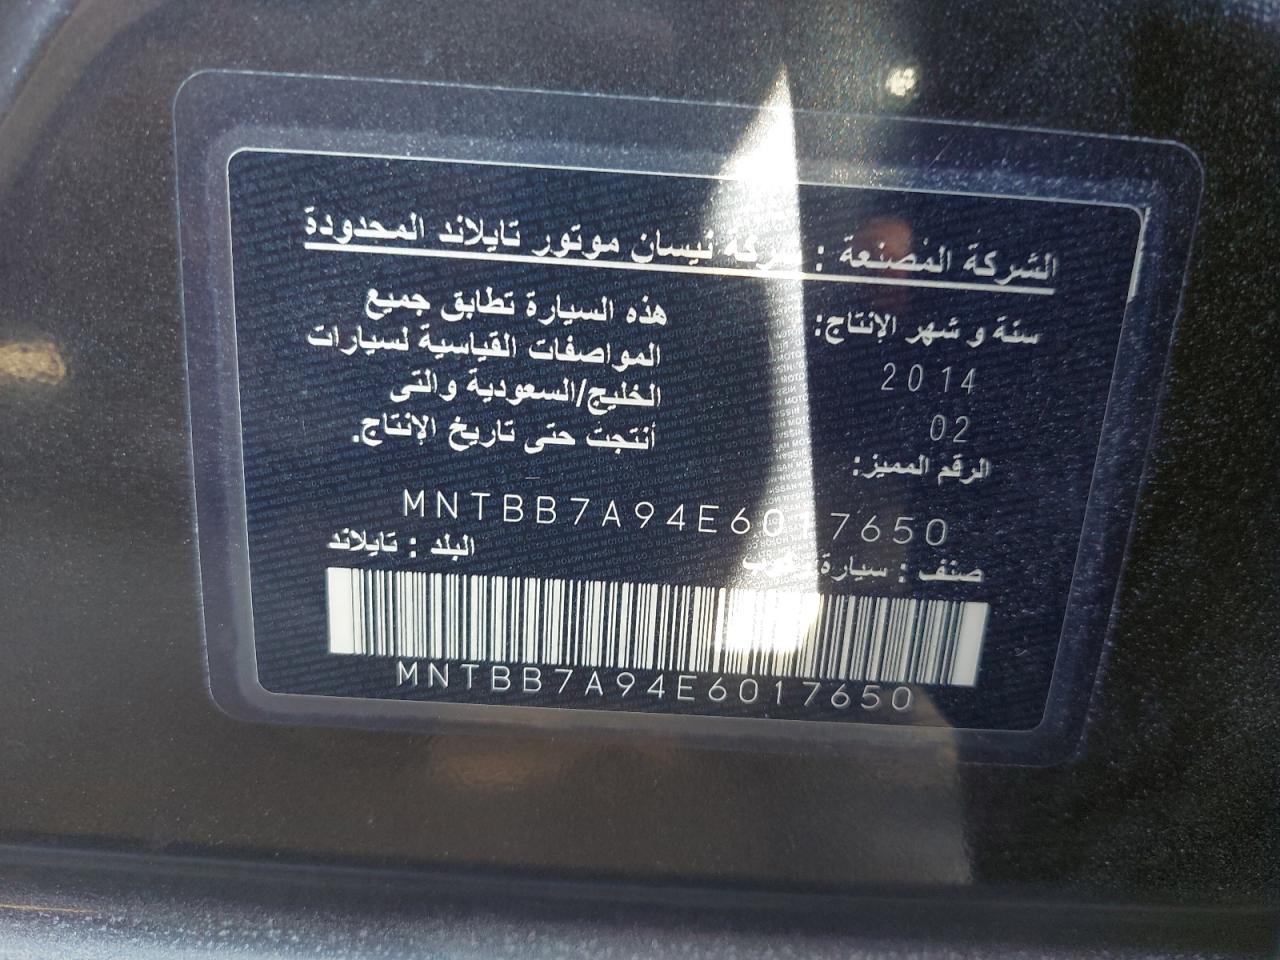 الشركة المصنعة : شركة نيسان موتور تايلاند المحدودة
سنة و شهر الإنتاج:
2014
02
هذه السيارة تطابق جميع
المواصفات القياسية لسيارات
الخليج/السعودية والتى
أنتجت حتى تاريخ الإنتاج.
الرقم المميز:
MNTBB7A94E6017650
صنف : سيارة
البلد : تايلاند
MNTBB7A94E6017650